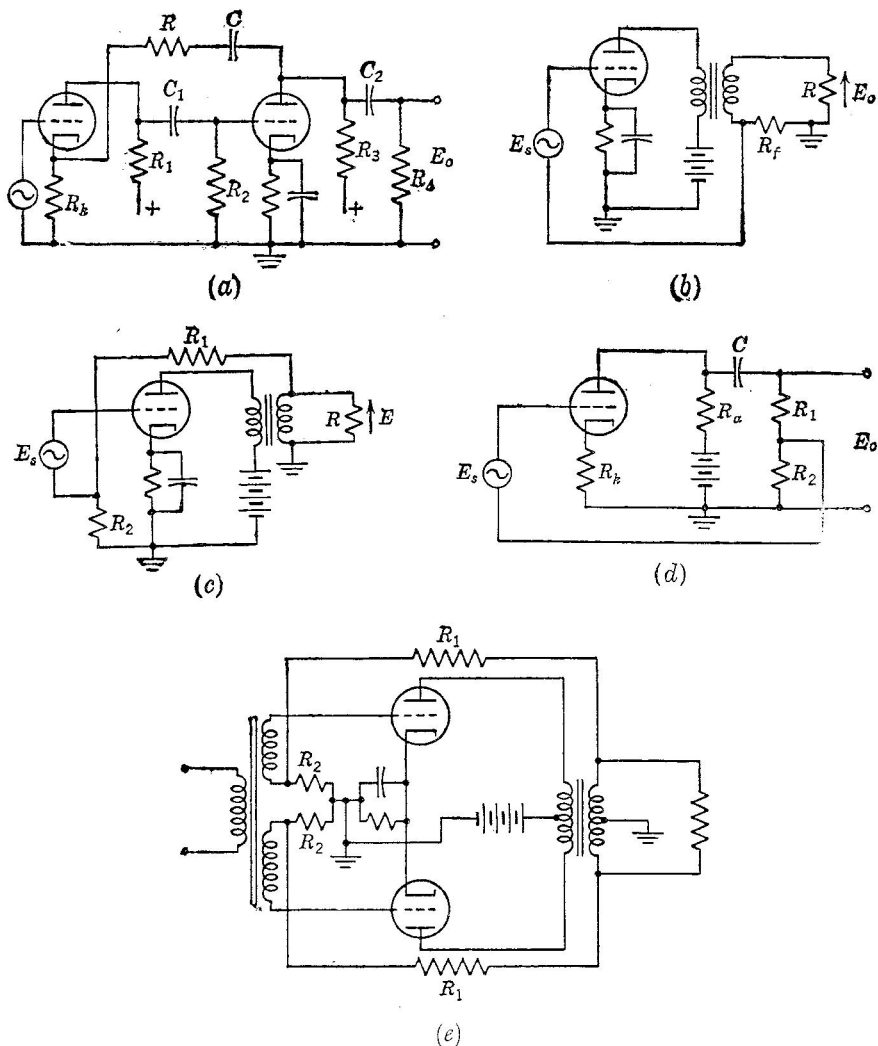 R C
C₂
C₁
R₁
R₃
R₂
Rₖ
Eₒ
R₄
+ +
(a)
Eₛ
R
Eₒ
R_f
(b)
R₁
Eₛ
R
E
R₂
(c)
C
Rₐ
R₁
Eₛ
Rₖ
R₂
Eₒ
(d)
R₁
R₂
R₂
R₁
(e)